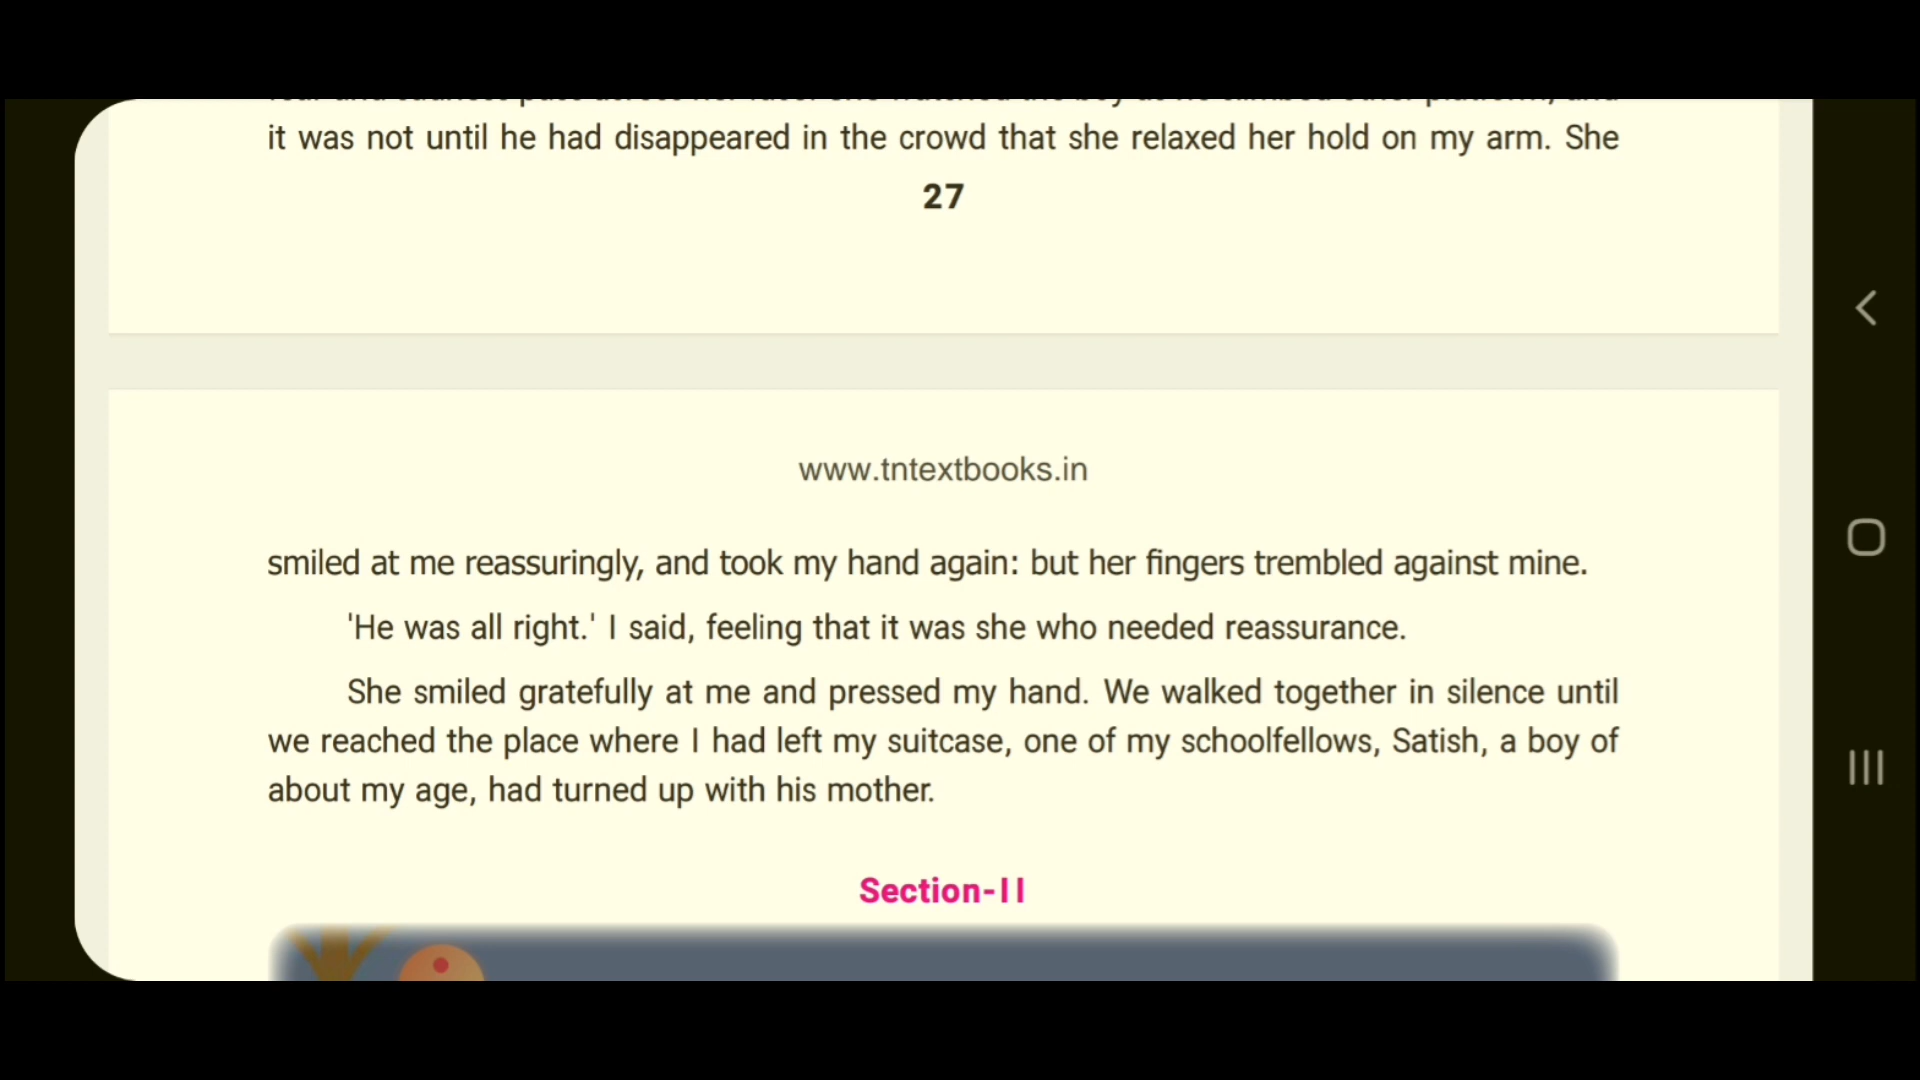 it was not until he had disappeared in the crowd that she relaxed her hold on my arm. She
27
www.tntextbooks.in
smiled at me reassuringly, and took my hand again: but her fingers trembled against mine.
'He was all right.' I said, feeling that it was she who needed reassurance.
She smiled gratefully at me and pressed my hand. We walked together in silence until
we reached the place where I had left my suitcase, one of my schoolfellows, Satish, a boy of
about my age, had turned up with his mother.
Section-II